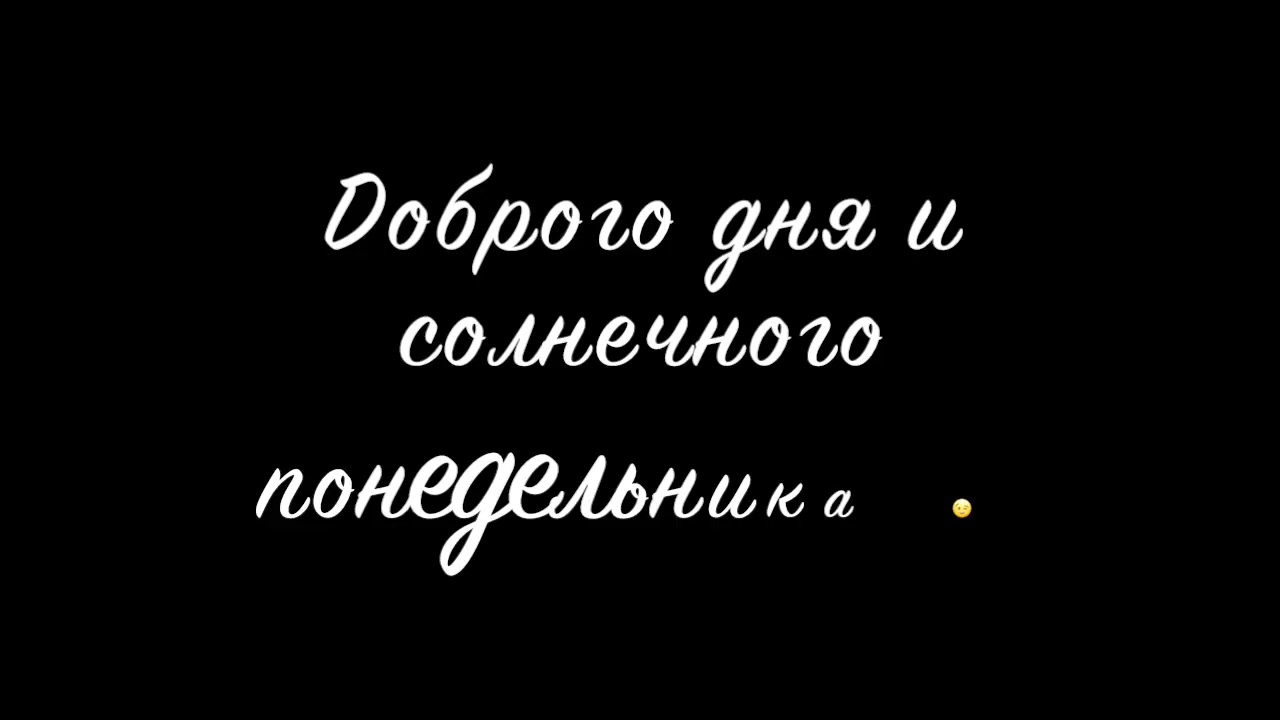 Доброго дня и
солнечного
понедельника 😉